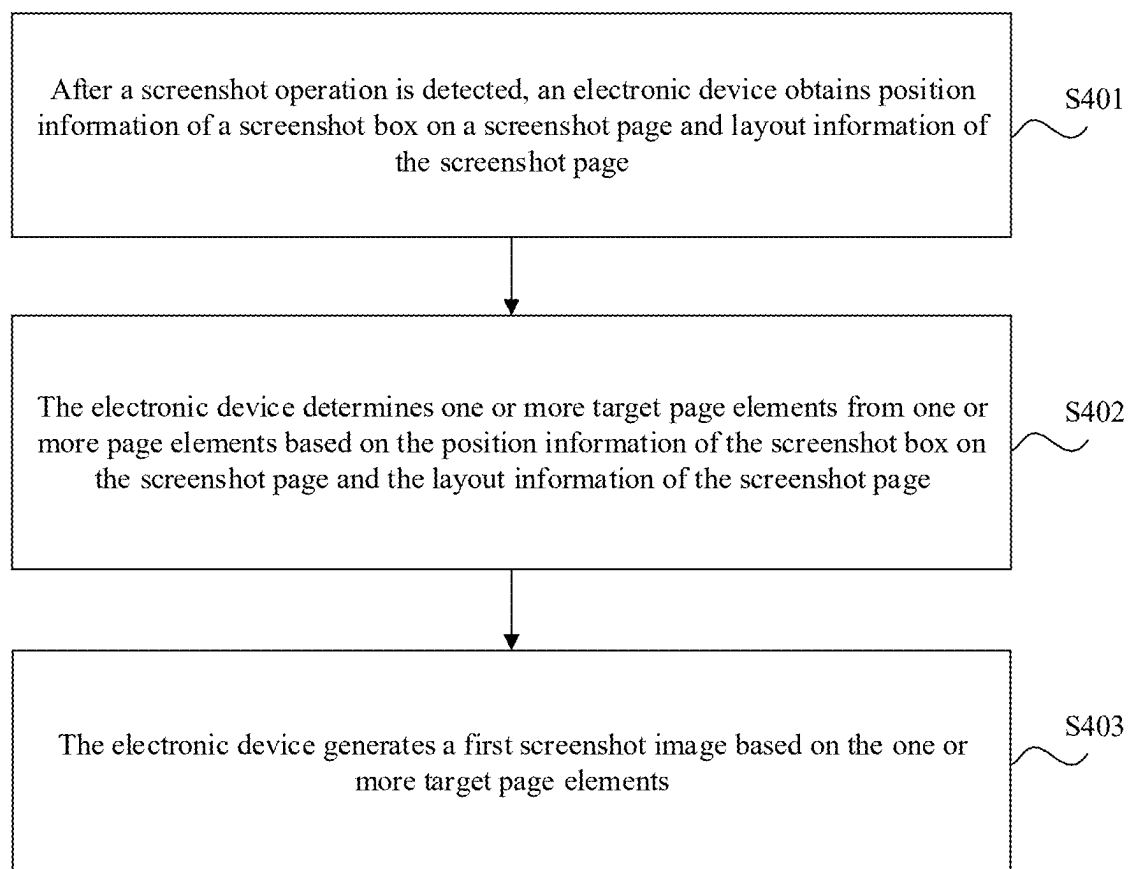 After a screenshot operation is detected, an electronic device obtains position
information of a screenshot box on a screenshot page and layout information of
the screenshot page
S401
The electronic device determines one or more target page elements from one or
more page elements based on the position information of the screenshot box on
the screenshot page and the layout information of the screenshot page
S402
The electronic device generates a first screenshot image based on the one or
more target page elements
S403